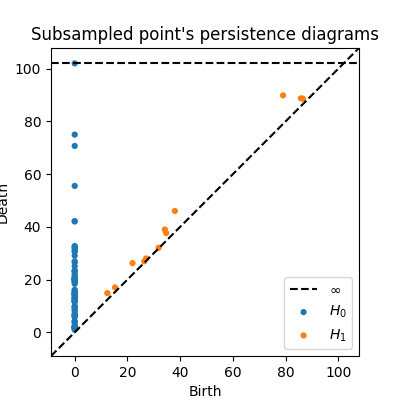 Subsampled point's persistence diagrams
100
80
60
40
20
0
Death
0 20 40 60 80 100
Birth
∞
H₀
H₁